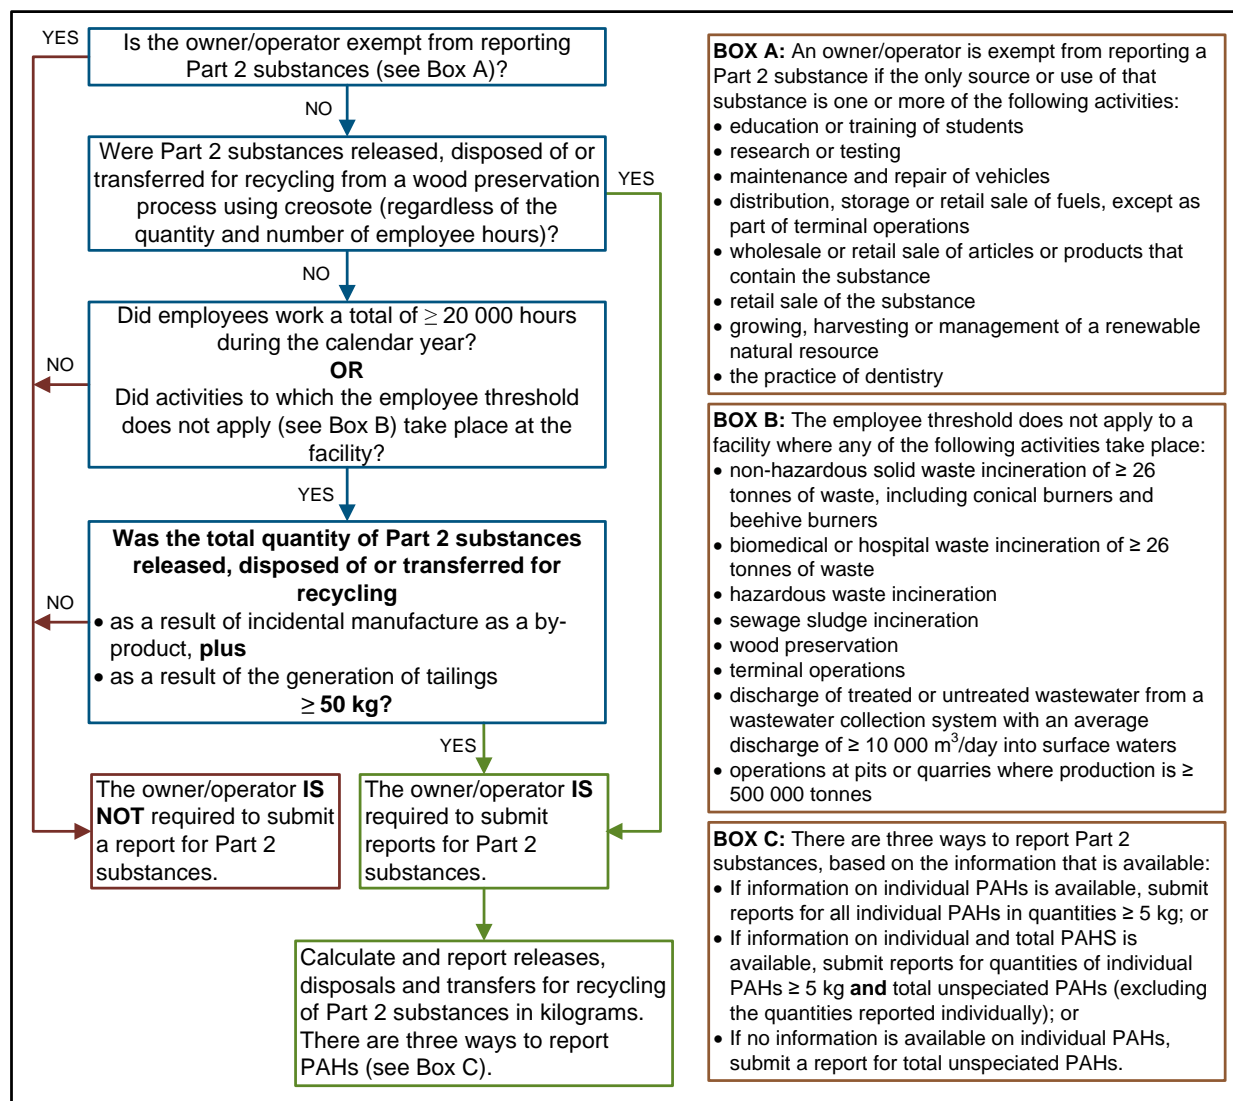 YES
Is the owner/operator exempt from reporting
Part 2 substances (see Box A)?
NO
Were Part 2 substances released, disposed of or
transferred for recycling from a wood preservation
process using creosote (regardless of the
quantity and number of employee hours)?
YES
NO
Did employees work a total of ≥ 20 000 hours
during the calendar year?
OR
Did activities to which the employee threshold
does not apply (see Box B) take place at the
facility?
NO
YES
Was the total quantity of Part 2 substances
released, disposed of or transferred for
recycling
• as a result of incidental manufacture as a by-
product, plus
• as a result of the generation of tailings
≥ 50 kg?
NO
YES
The owner/operator IS
NOT required to submit
a report for Part 2
substances.
The owner/operator IS
required to submit
reports for Part 2
substances.
Calculate and report releases,
disposals and transfers for recycling
of Part 2 substances in kilograms.
There are three ways to report
PAHs (see Box C).
BOX A: An owner/operator is exempt from reporting a
Part 2 substance if the only source or use of that
substance is one or more of the following activities:
• education or training of students
• research or testing
• maintenance and repair of vehicles
• distribution, storage or retail sale of fuels, except as
part of terminal operations
• wholesale or retail sale of articles or products that
contain the substance
• retail sale of the substance
• growing, harvesting or management of a renewable
natural resource
• the practice of dentistry
BOX B: The employee threshold does not apply to a
facility where any of the following activities take place:
• non-hazardous solid waste incineration of ≥ 26
tonnes of waste, including conical burners and
beehive burners
• biomedical or hospital waste incineration of ≥ 26
tonnes of waste
• hazardous waste incineration
• sewage sludge incineration
• wood preservation
• terminal operations
• discharge of treated or untreated wastewater from a
wastewater collection system with an average
discharge of ≥ 10 000 m³/day into surface waters
• operations at pits or quarries where production is ≥
500 000 tonnes
BOX C: There are three ways to report Part 2
substances, based on the information that is available:
• If information on individual PAHs is available, submit
reports for all individual PAHs in quantities ≥ 5 kg; or
• If information on individual and total PAHS is
available, submit reports for quantities of individual
PAHs ≥ 5 kg and total unspeciated PAHs (excluding
the quantities reported individually); or
• If no information is available on individual PAHs,
submit a report for total unspeciated PAHs.